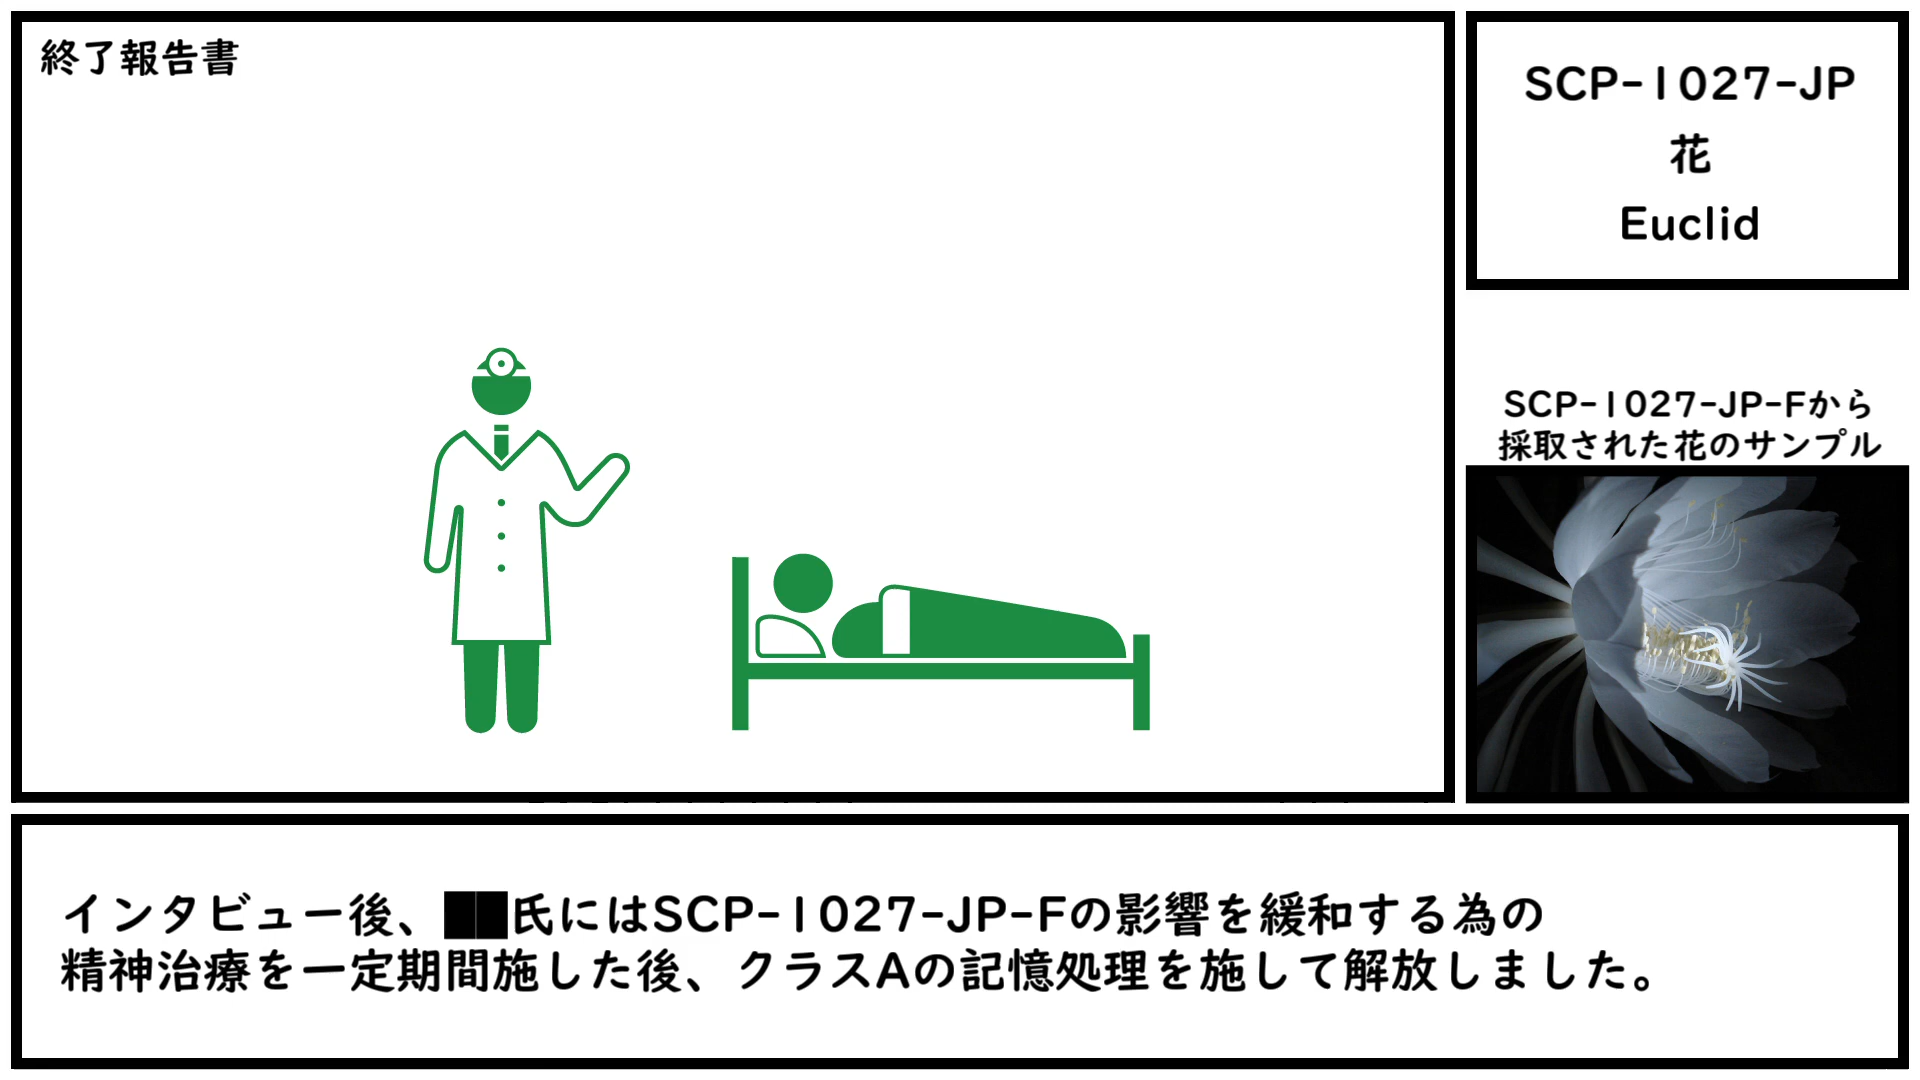 終了報告書
SCP-1027-JP
花
Euclid
SCP-1027-JP-Fから
採取された花のサンプル
インタビュー後、██氏にはSCP-1027-JP-Fの影響を緩和する為の
精神治療を一定期間施した後、クラスAの記憶処理を施して解放しました。